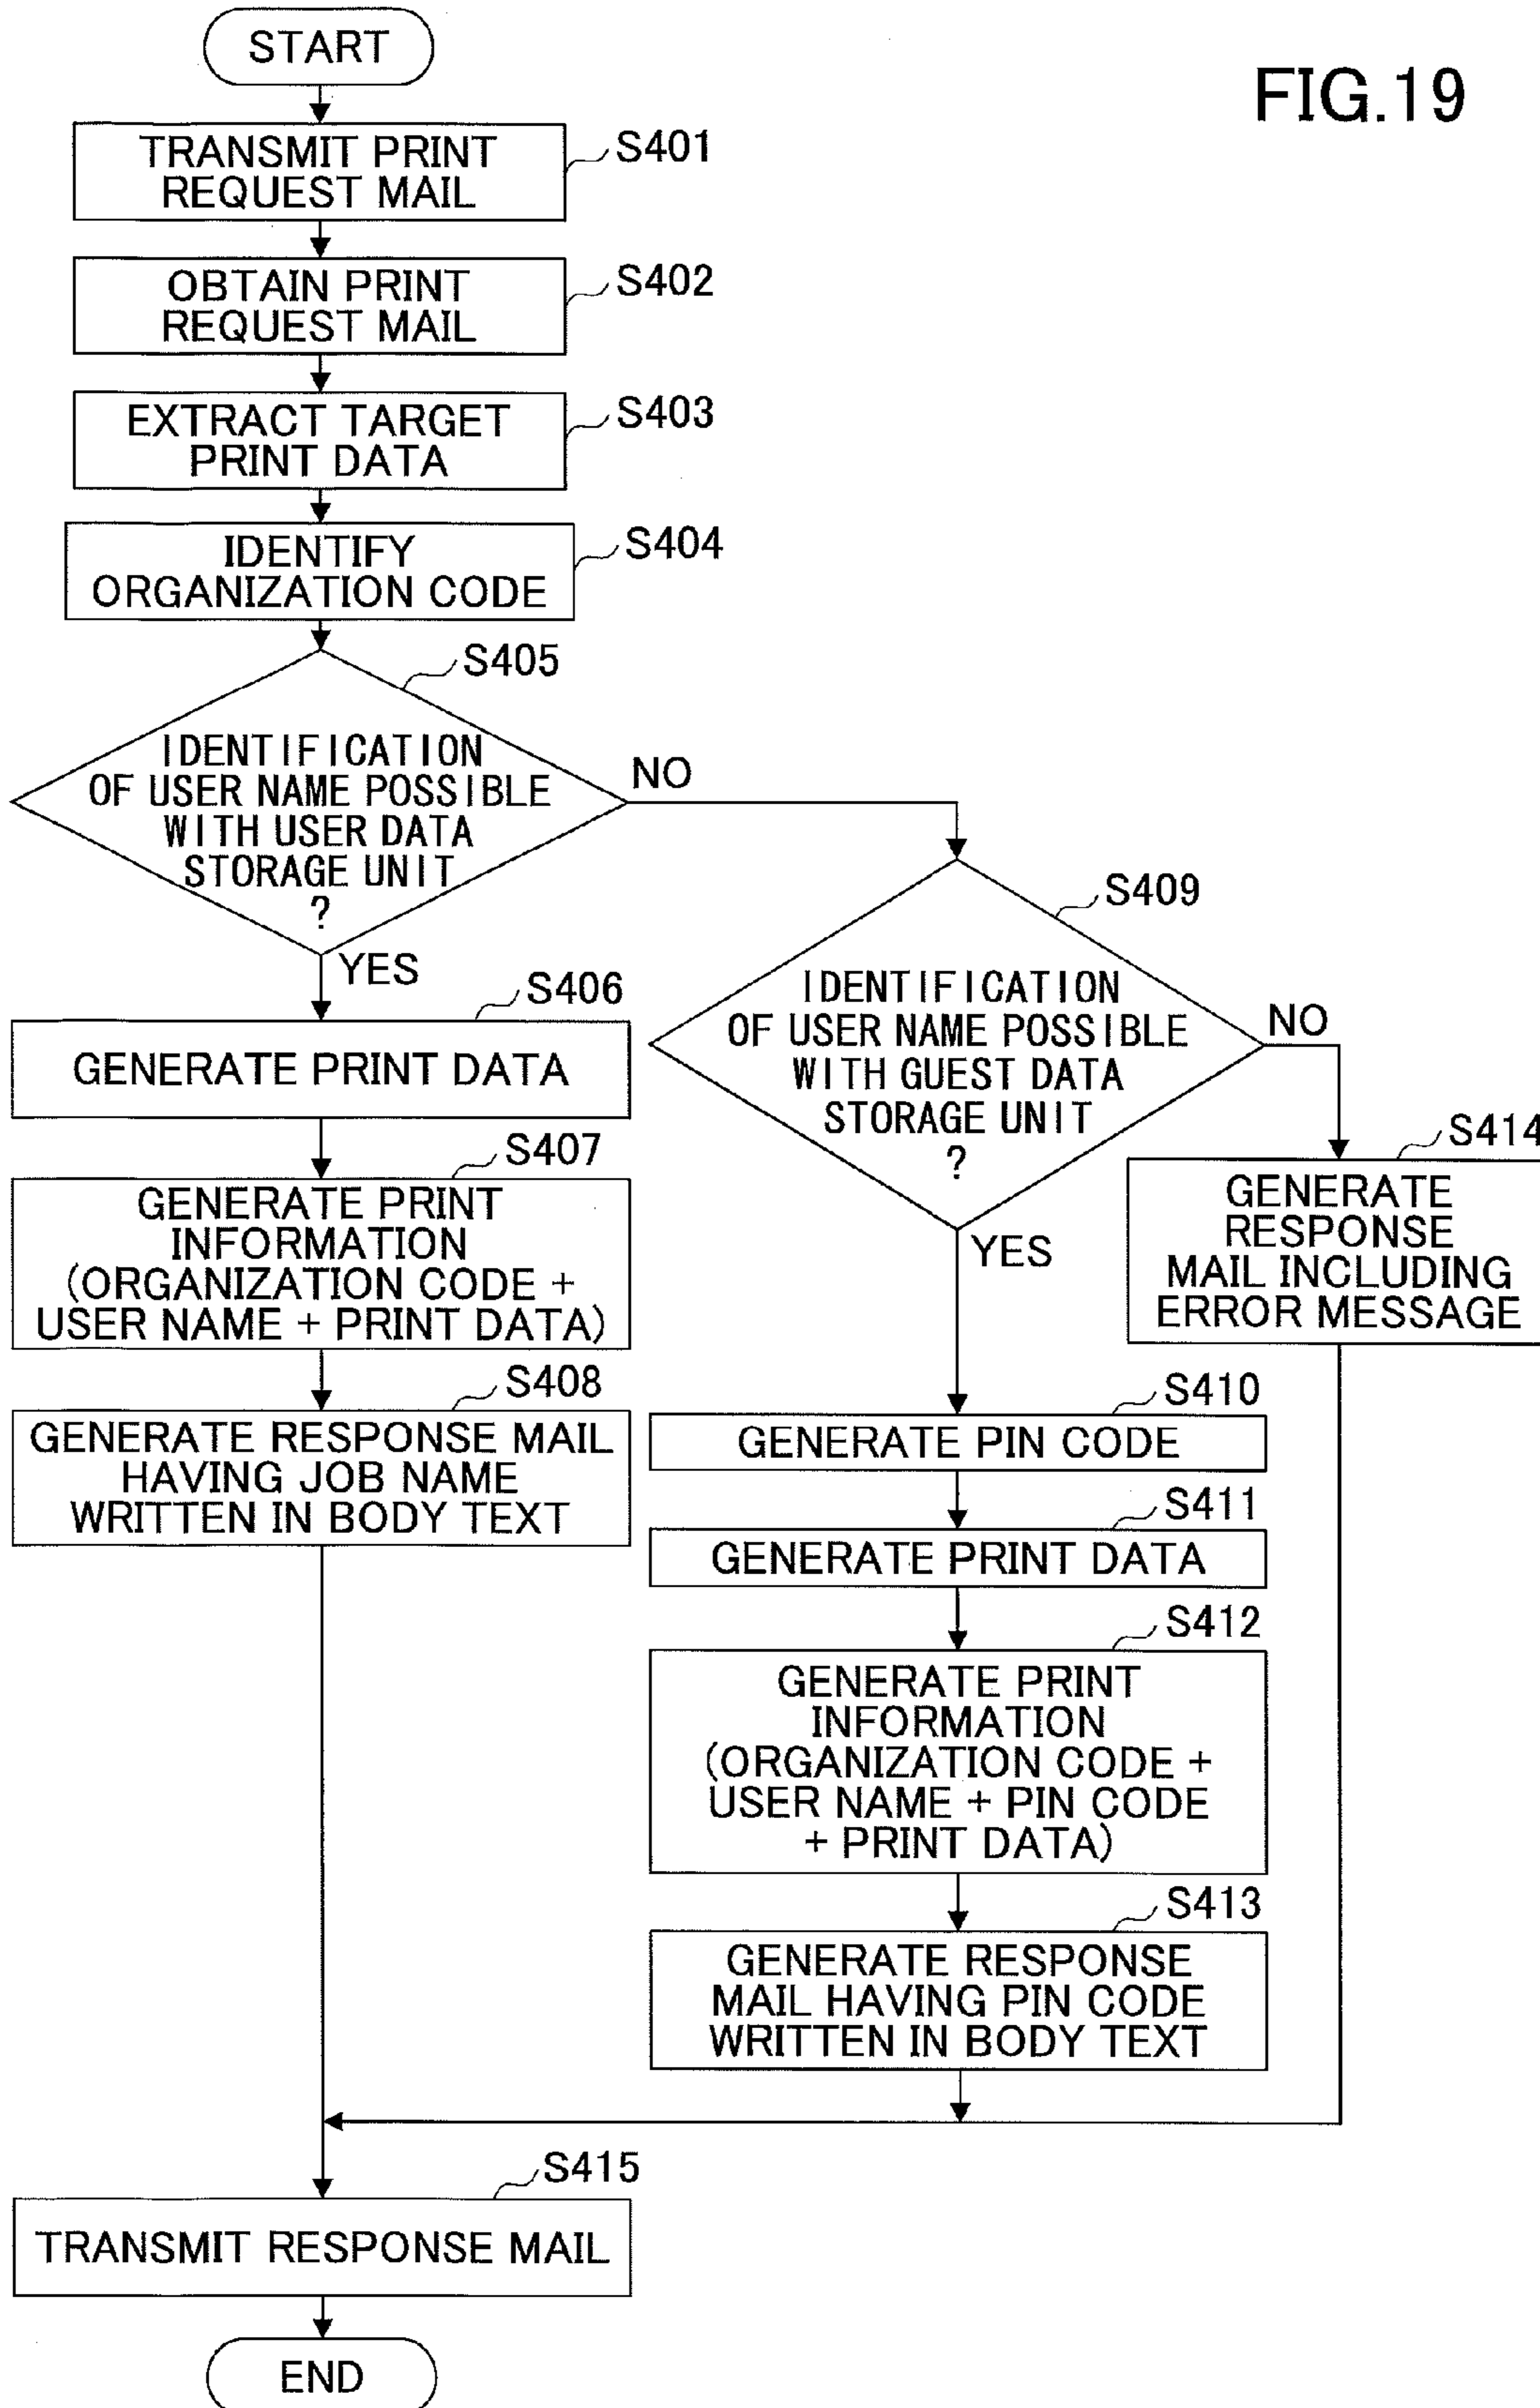 START
FIG.19
TRANSMIT PRINT
REQUEST MAIL
S401
OBTAIN PRINT
REQUEST MAIL
S402
EXTRACT TARGET
PRINT DATA
S403
IDENTIFY
ORGANIZATION CODE
S404
S405
IDENTIFICATION
OF USER NAME POSSIBLE
WITH USER DATA
STORAGE UNIT
?
NO
YES
S406
GENERATE PRINT DATA
S407
GENERATE PRINT
INFORMATION
(ORGANIZATION CODE +
USER NAME + PRINT DATA)
S408
GENERATE RESPONSE MAIL
HAVING JOB NAME
WRITTEN IN BODY TEXT
S409
IDENTIFICATION
OF USER NAME POSSIBLE
WITH GUEST DATA
STORAGE UNIT
?
NO
YES
S410
GENERATE PIN CODE
S411
GENERATE PRINT DATA
S412
GENERATE PRINT
INFORMATION
(ORGANIZATION CODE +
USER NAME + PIN CODE
+ PRINT DATA)
S413
GENERATE RESPONSE
MAIL HAVING PIN CODE
WRITTEN IN BODY TEXT
S414
GENERATE
RESPONSE
MAIL INCLUDING
ERROR MESSAGE
S415
TRANSMIT RESPONSE MAIL
END